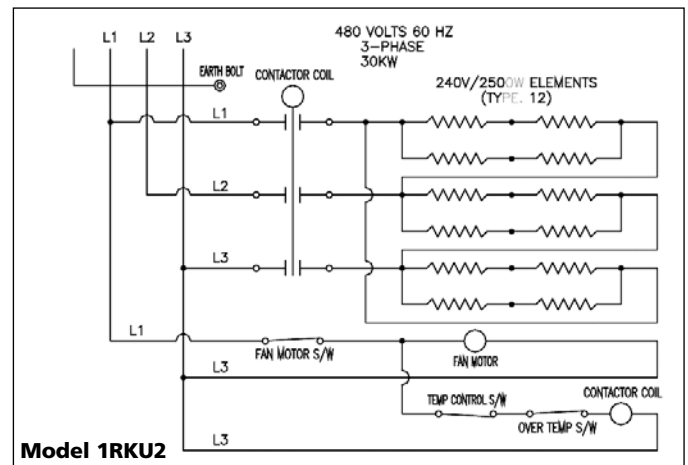 L1 L2 L3
480 VOLTS 60 HZ
3-PHASE
30KW
EARTH BOLT
CONTACTOR COIL
240V/2500W ELEMENTS
(TYPE. 12)
L1
L2
L3
L1
FAN MOTOR S/W
FAN MOTOR
L3
TEMP CONTROL S/W
CONTACTOR COIL
OVER TEMP S/W
L3
Model 1RKU2